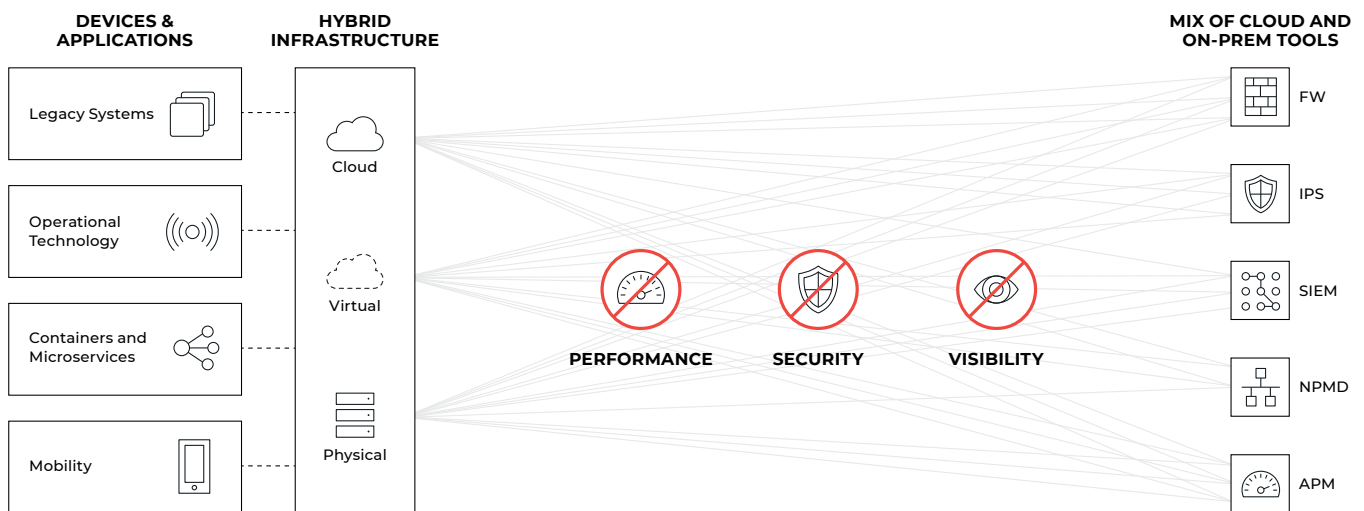 DEVICES &
APPLICATIONS
HYBRID
INFRASTRUCTURE
MIX OF CLOUD AND
ON-PREM TOOLS
Legacy Systems
Operational
Technology
Containers and
Microservices
Mobility
Cloud
Virtual
Physical
PERFORMANCE
SECURITY
VISIBILITY
FW
IPS
SIEM
NPMD
APM